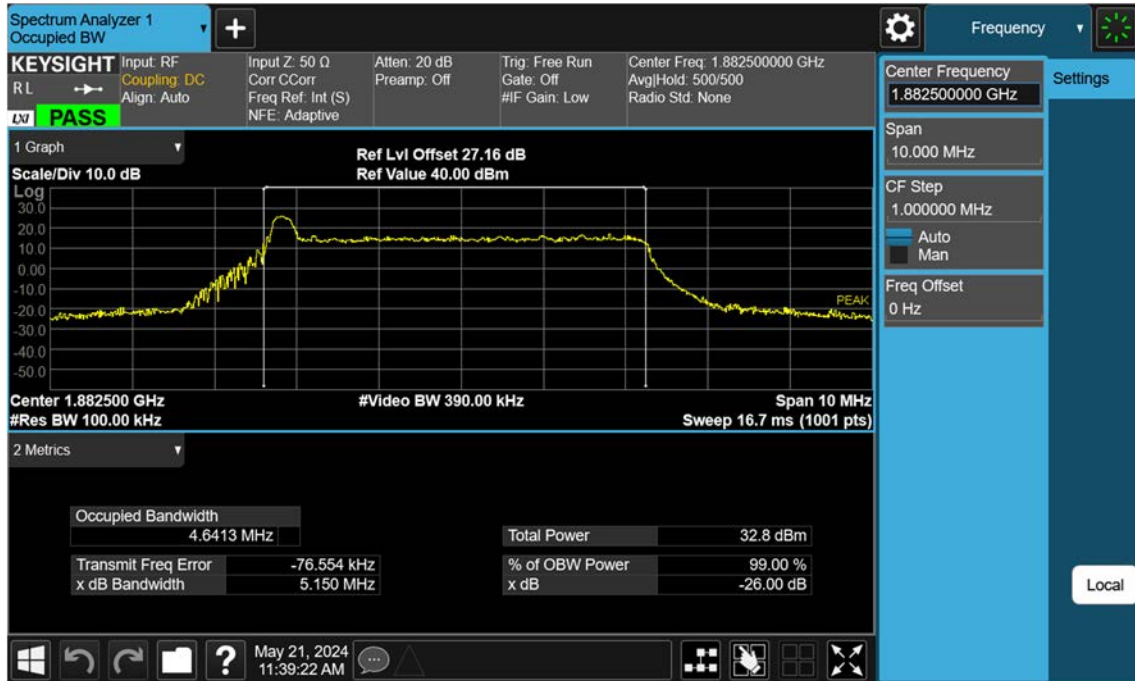 Spectrum Analyzer 1
Occupied BW
+
Frequency
KEYSIGHT
R L
LXI
PASS
Input: RF
Coupling: DC
Align: Auto
Input Z: 50 Ω
Corr CCorr
Freq Ref: Int (S)
NFE: Adaptive
Atten: 20 dB
Preamp: Off
Trig: Free Run
Gate: Off
#IF Gain: Low
Center Freq: 1.882500000 GHz
Avg|Hold: 500/500
Radio Std: None
Center Frequency
1.882500000 GHz
Settings
Span
10.000 MHz
CF Step
1.000000 MHz
Auto
Man
Freq Offset
0 Hz
Local
1 Graph
Scale/Div 10.0 dB
Ref Lvl Offset 27.16 dB
Ref Value 40.00 dBm
Log
30.0
20.0
10.0
0.00
-10.0
-20.0
-30.0
-40.0
-50.0
PEAK
Center 1.882500 GHz
#Video BW 390.00 kHz
Span 10 MHz
#Res BW 100.00 kHz
Sweep 16.7 ms (1001 pts)
2 Metrics
Occupied Bandwidth
4.6413 MHz
Total Power 32.8 dBm
Transmit Freq Error -76.554 kHz
% of OBW Power 99.00 %
x dB Bandwidth 5.150 MHz
x dB -26.00 dB
?
May 21, 2024
11:39:22 AM